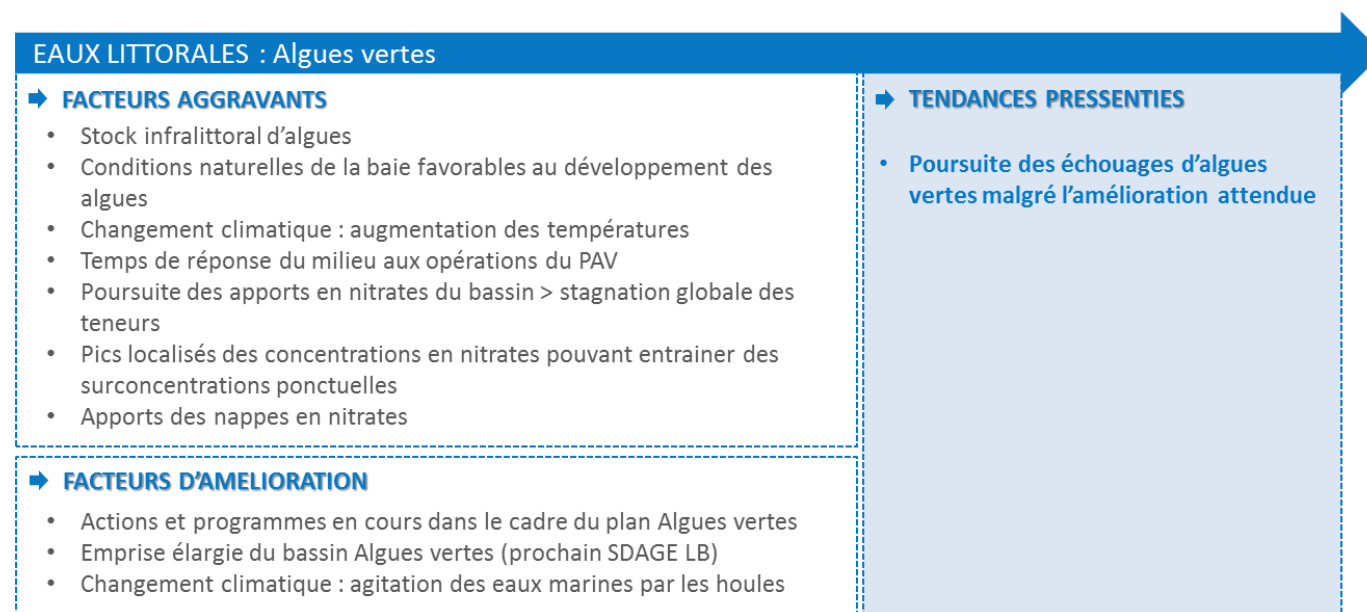 EAUX LITTORALES : Algues vertes
FACTEURS AGGRAVANTS
• Stock infralittoral d'algues
• Conditions naturelles de la baie favorables au développement des
algues
• Changement climatique : augmentation des températures
• Temps de réponse du milieu aux opérations du PAV
• Poursuite des apports en nitrates du bassin > stagnation globale des
teneurs
• Pics localisés des concentrations en nitrates pouvant entrainer des
surconcentrations ponctuelles
• Apports des nappes en nitrates
FACTEURS D'AMELIORATION
• Actions et programmes en cours dans le cadre du plan Algues vertes
• Emprise élargie du bassin Algues vertes (prochain SDAGE LB)
• Changement climatique : agitation des eaux marines par les houles
TENDANCES PRESSENTIES
• Poursuite des échouages d'algues
vertes malgré l'amélioration attendue